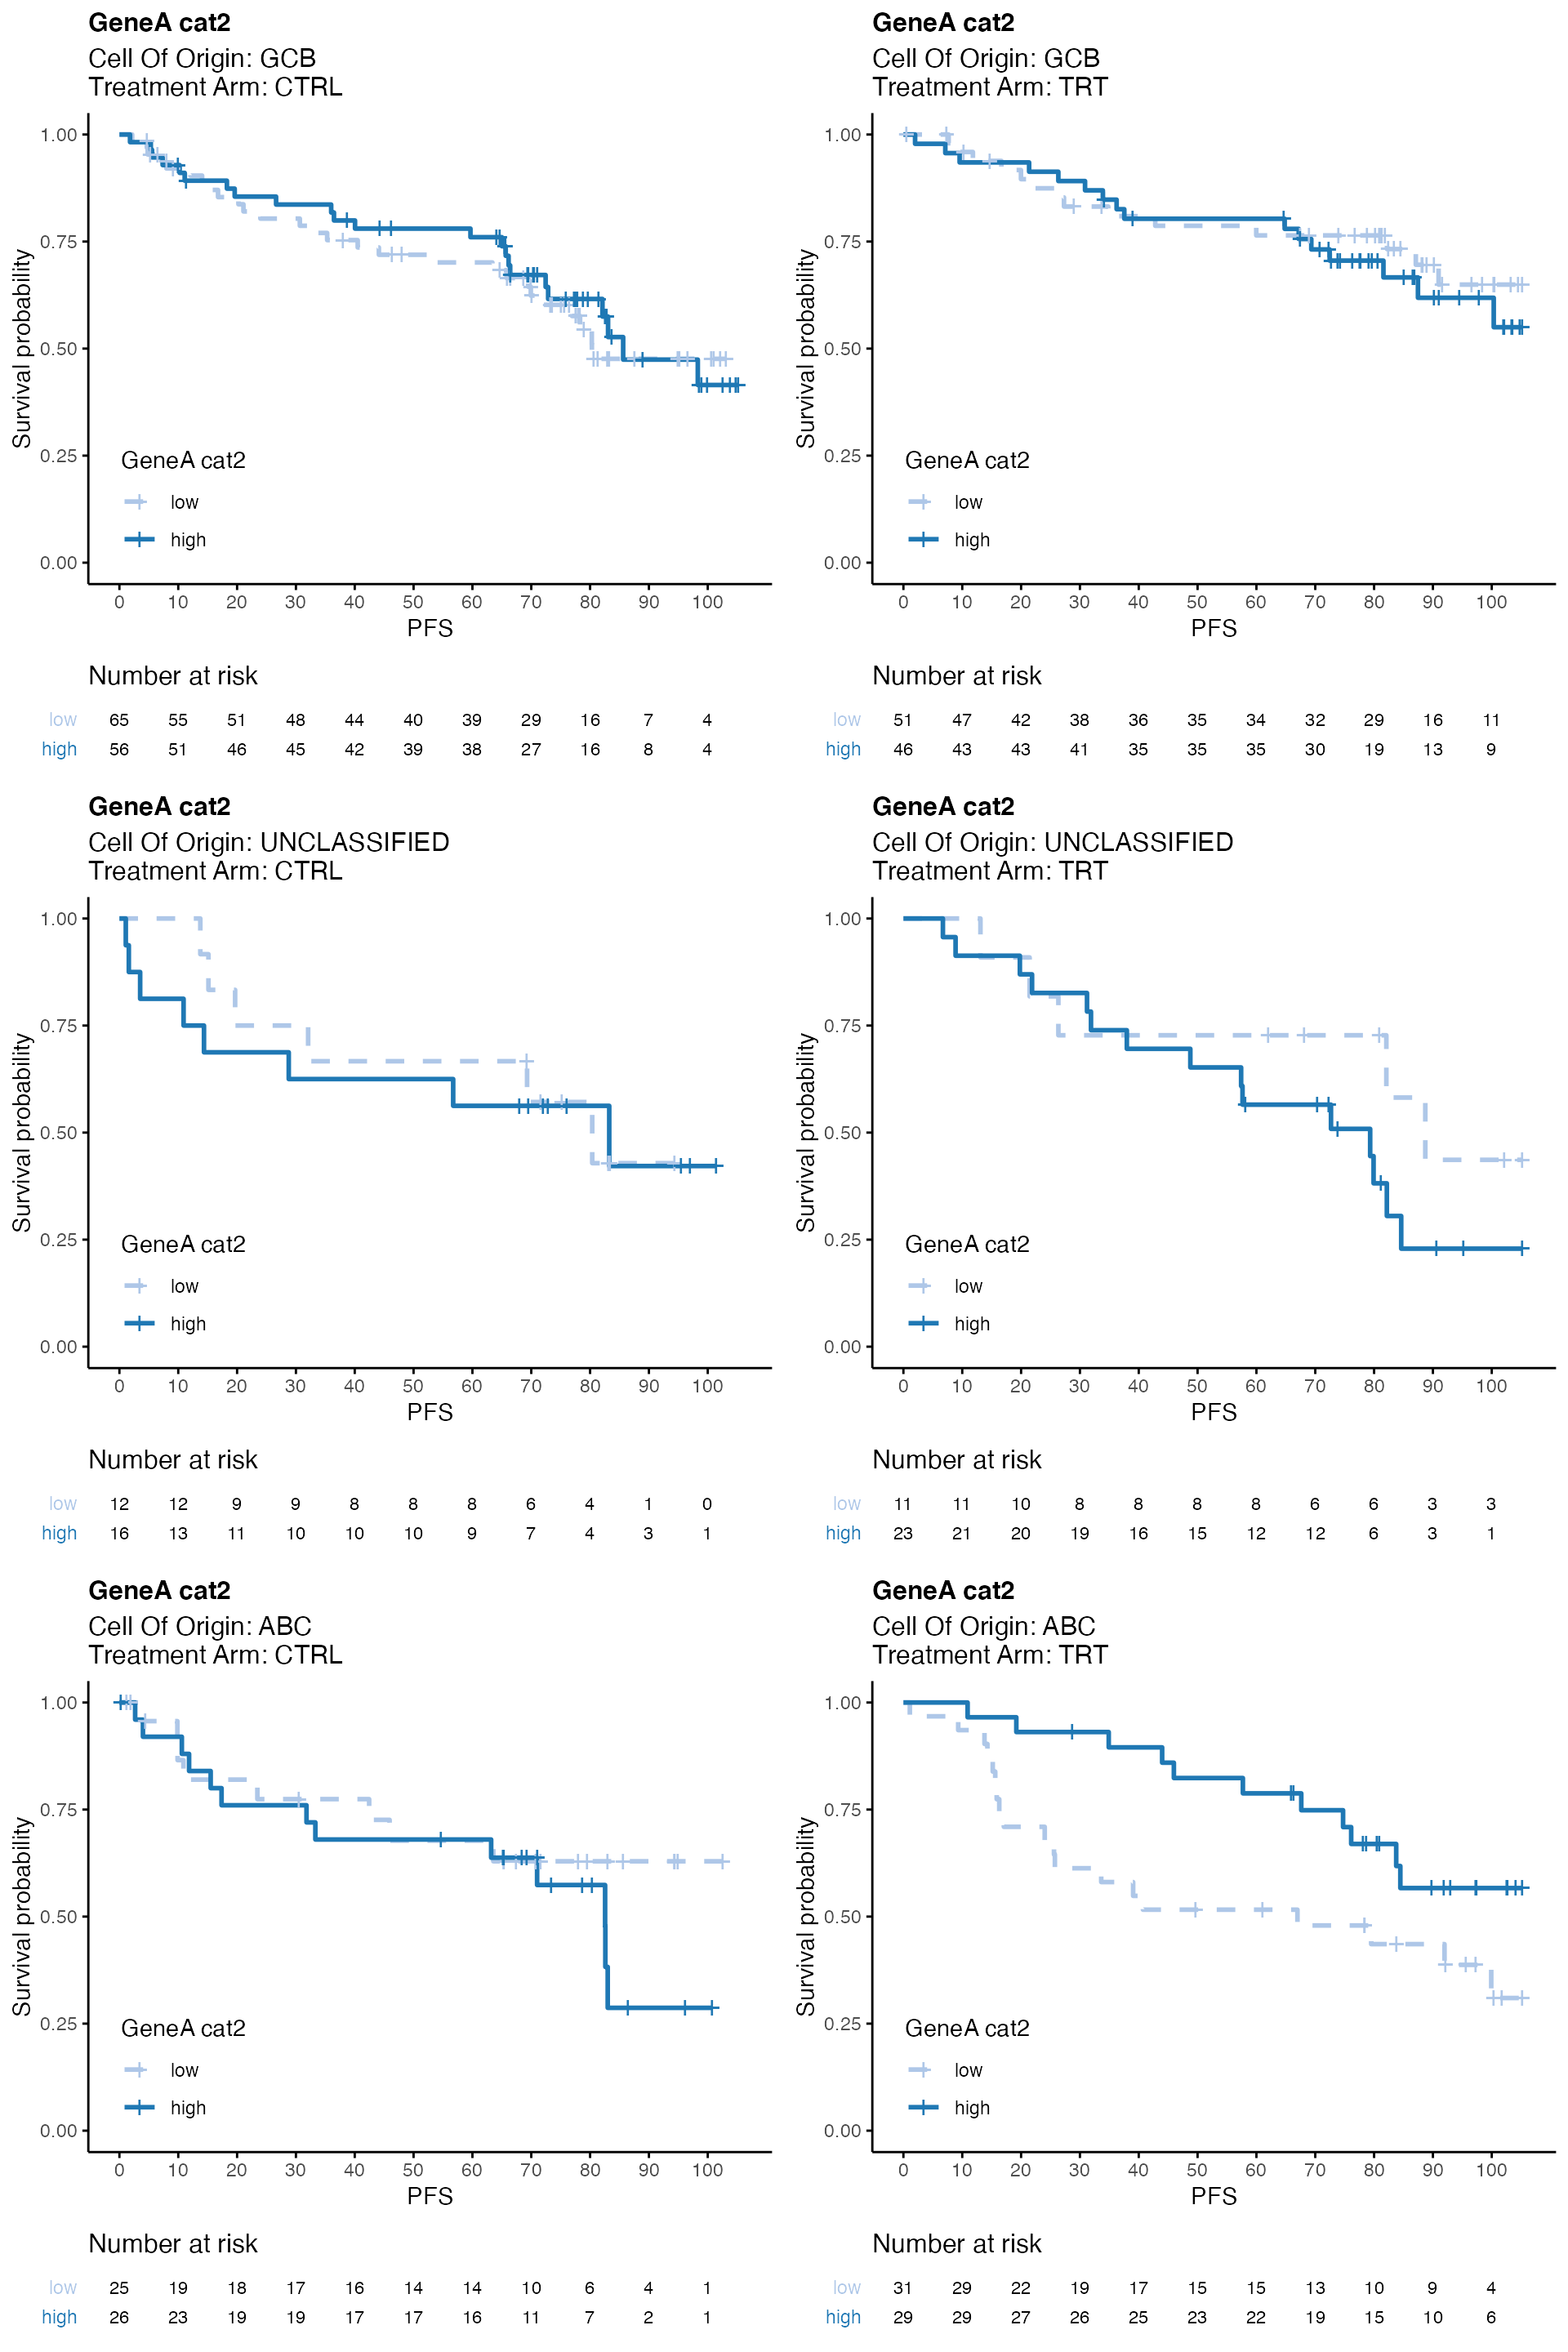 GeneA cat2
Cell Of Origin: GCB
Treatment Arm: CTRL
Survival probability
1.00
0.75
0.50
0.25
0.00
GeneA cat2
low
high
0 10 20 30 40 50 60 70 80 90 100
PFS
Number at risk
low 65 55 51 48 44 40 39 29 16 7 4
high 56 51 46 45 42 39 38 27 16 8 4
GeneA cat2
Cell Of Origin: GCB
Treatment Arm: TRT
Survival probability
1.00
0.75
0.50
0.25
0.00
GeneA cat2
low
high
0 10 20 30 40 50 60 70 80 90 100
PFS
Number at risk
low 51 47 42 38 36 35 34 32 29 16 11
high 46 43 43 41 35 35 35 30 19 13 9
GeneA cat2
Cell Of Origin: UNCLASSIFIED
Treatment Arm: CTRL
Survival probability
1.00
0.75
0.50
0.25
0.00
GeneA cat2
low
high
0 10 20 30 40 50 60 70 80 90 100
PFS
Number at risk
low 12 12 9 9 8 8 8 6 4 1 0
high 16 13 11 10 10 10 9 7 4 3 1
GeneA cat2
Cell Of Origin: UNCLASSIFIED
Treatment Arm: TRT
Survival probability
1.00
0.75
0.50
0.25
0.00
GeneA cat2
low
high
0 10 20 30 40 50 60 70 80 90 100
PFS
Number at risk
low 11 11 10 8 8 8 8 6 6 3 3
high 23 21 20 19 16 15 12 12 6 3 1
GeneA cat2
Cell Of Origin: ABC
Treatment Arm: CTRL
Survival probability
1.00
0.75
0.50
0.25
0.00
GeneA cat2
low
high
0 10 20 30 40 50 60 70 80 90 100
PFS
Number at risk
low 25 19 18 17 16 14 14 10 6 4 1
high 26 23 19 19 17 17 16 11 7 2 1
GeneA cat2
Cell Of Origin: ABC
Treatment Arm: TRT
Survival probability
1.00
0.75
0.50
0.25
0.00
GeneA cat2
low
high
0 10 20 30 40 50 60 70 80 90 100
PFS
Number at risk
low 31 29 22 19 17 15 15 13 10 9 4
high 29 29 27 26 25 23 22 19 15 10 6